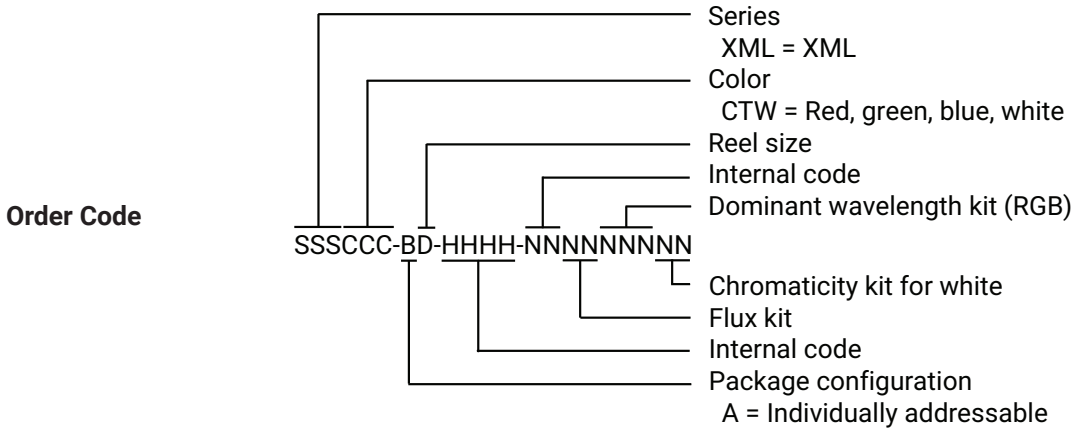 Series
XML = XML
Color
CTW = Red, green, blue, white
Reel size
Internal code
Dominant wavelength kit (RGB)
Order Code
SSSCCC-BD-HHHH-NNNNNNNNN
Chromaticity kit for white
Flux kit
Internal code
Package configuration
A = Individually addressable